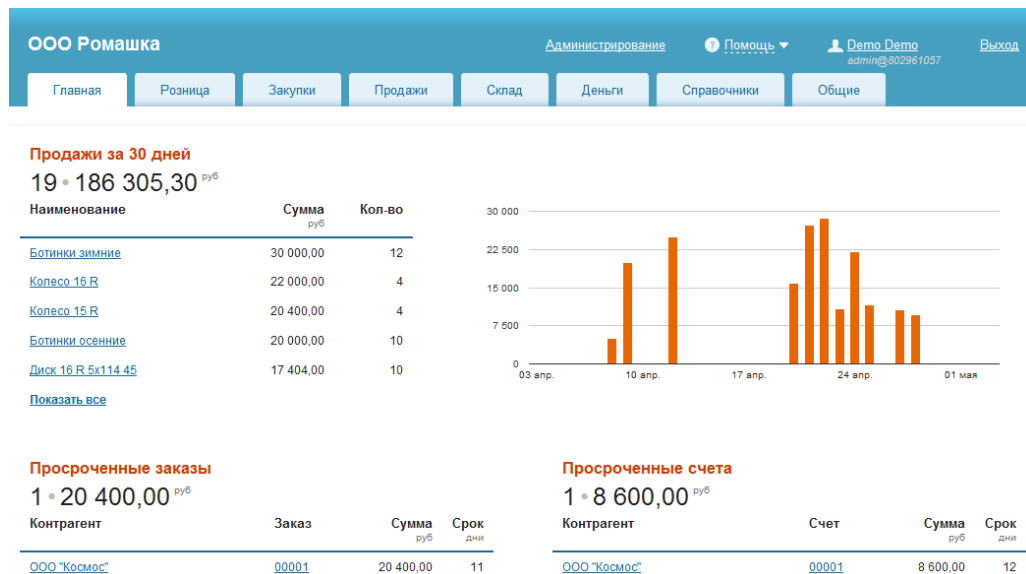 ООО Ромашка
Администрирование
? Помощь
Demo Demo
admin@802961057
Выход
Главная Розница Закупки Продажи Склад Деньги Справочники Общие
Продажи за 30 дней
19 • 186 305,30 руб
Наименование Сумма Кол-во
руб
Ботинки зимние 30 000,00 12
Колесо 16 R 22 000,00 4
Колесо 15 R 20 400,00 4
Ботинки осенние 20 000,00 10
Диск 16 R 5x114 45 17 404,00 10
Показать все
30 000
22 500
15 000
7 500
0
03 апр. 10 апр. 17 апр. 24 апр. 01 мая
Просроченные заказы
1 • 20 400,00 руб
Контрагент Заказ Сумма Срок
руб дни
ООО "Космос" 00001 20 400,00 11
Просроченные счета
1 • 8 600,00 руб
Контрагент Счет Сумма Срок
руб дни
ООО "Космос" 00001 8 600,00 12